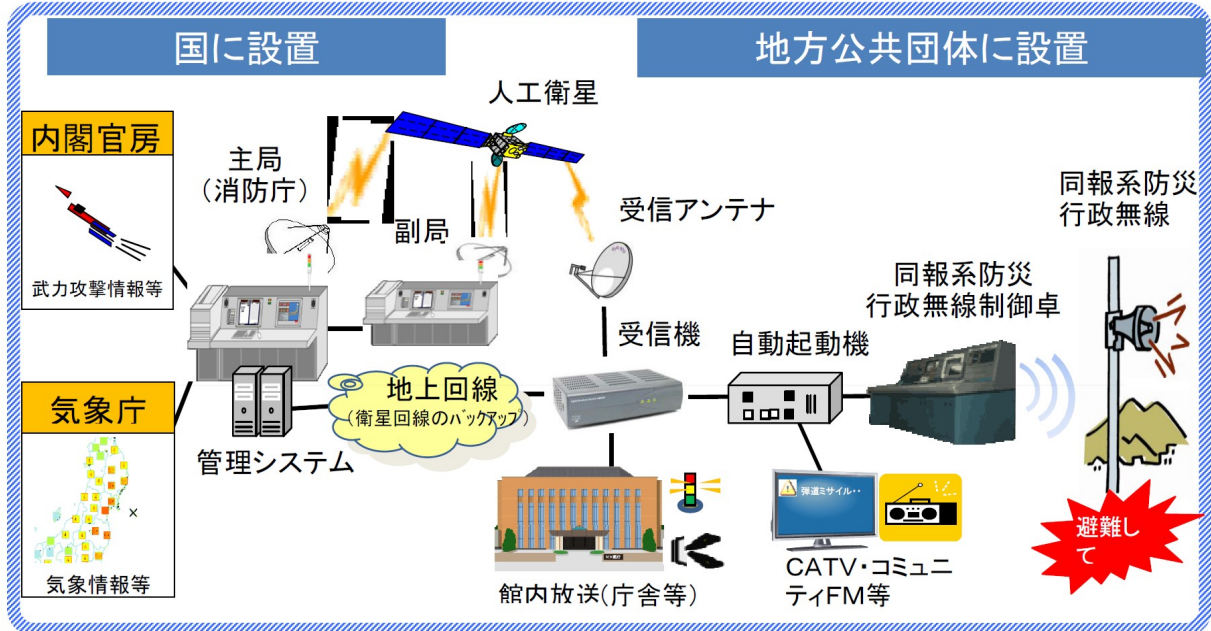 国に設置
地方公共団体に設置
人工衛星
内閣官房
武力攻撃情報等
主局
(消防庁)
副局
受信アンテナ
同報系防災
行政無線
同報系防災
行政無線制御卓
受信機
自動起動機
気象庁
気象情報等
管理システム
地上回線
(衛星回線のバックアップ)
館内放送(庁舎等)
弾道ミサイル・・
CATV・コミュニ
ティFM等
避難し
て